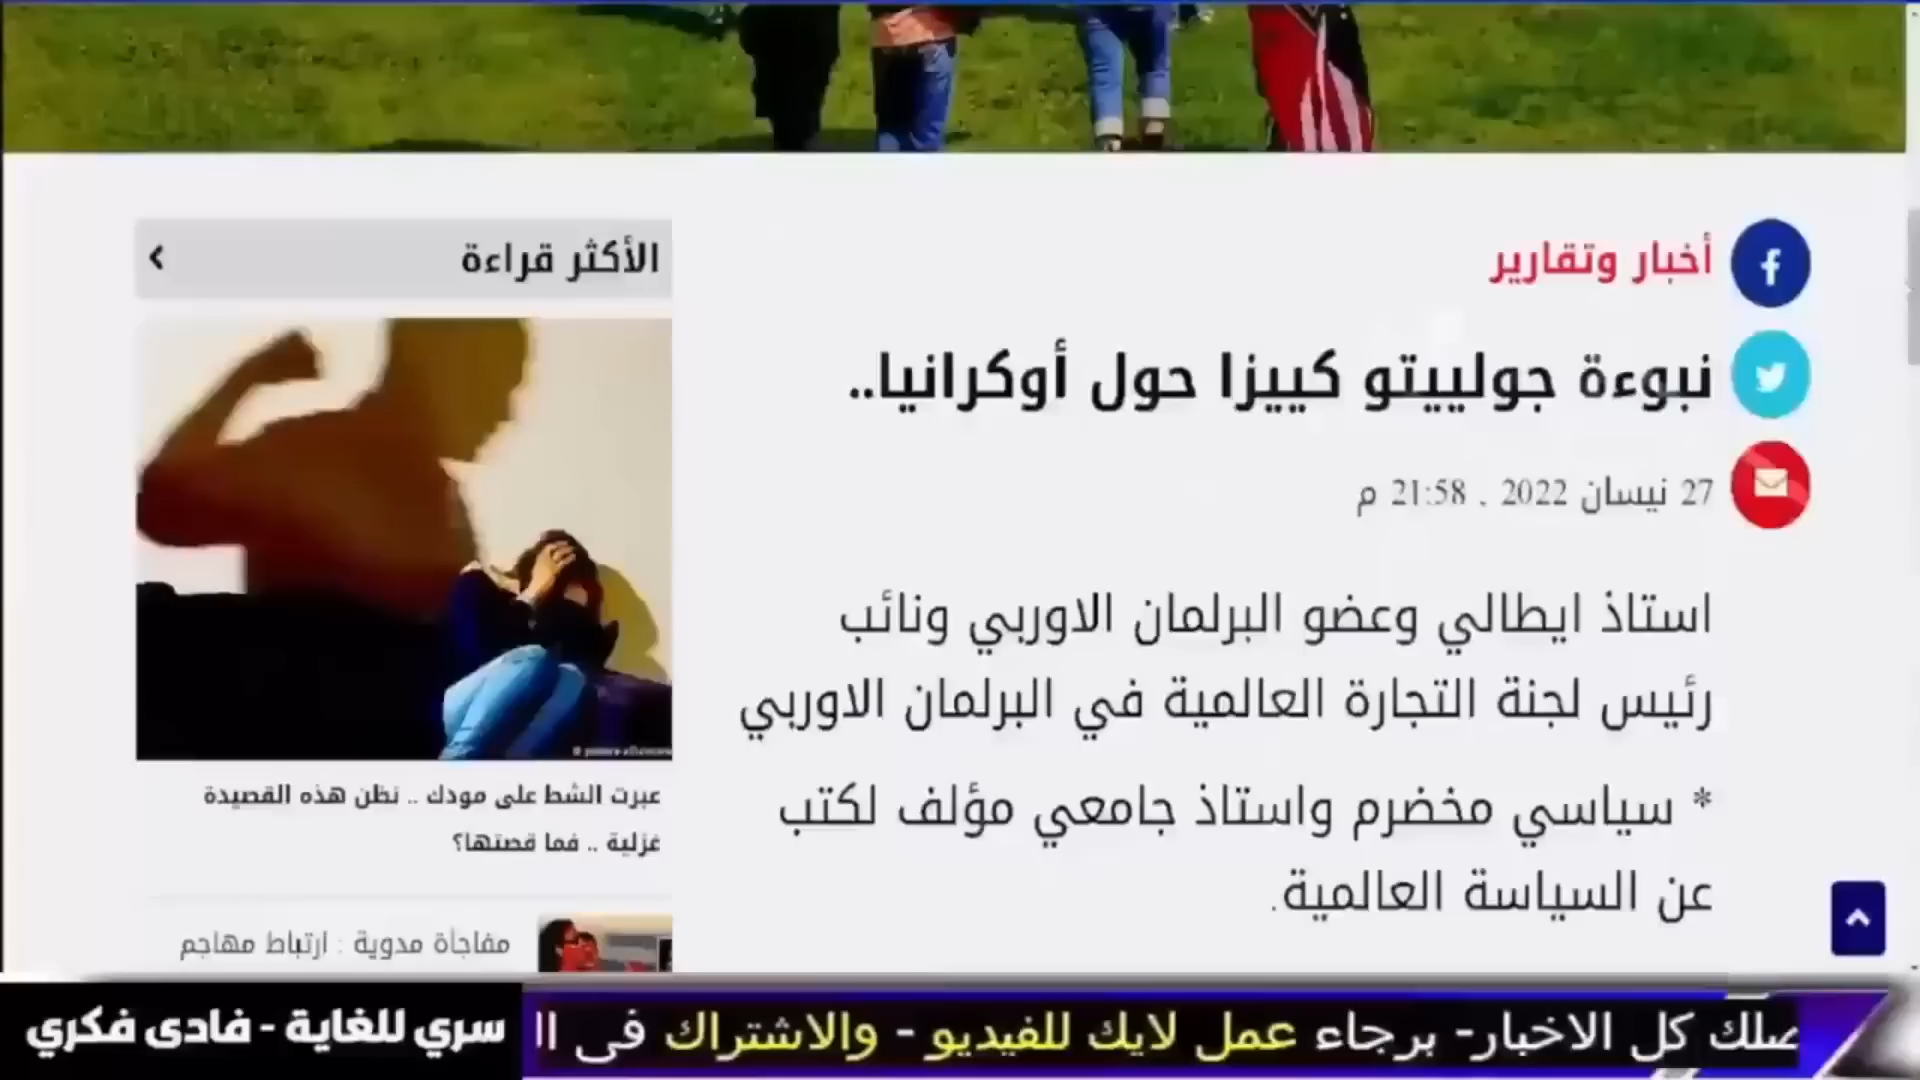 أخبار وتقارير
نبوءة جولييتو كييزا حول أوكرانيا..
27 نيسان 2022 . 21:58 م
استاذ ايطالي وعضو البرلمان الاوربي ونائب
رئيس لجنة التجارة العالمية في البرلمان الاوربي
* سياسي مخضرم واستاذ جامعي مؤلف لكتب
عن السياسة العالمية.
الأكثر قراءة
عبرت الشط على مودك .. نظن هذه القصيدة
غزلية .. فما قصتها؟
مفاجأة مدوية : ارتباط مهاجم
صلك كل الاخبار- برجاء عمل لايك للفيديو - والاشتراك فى ال
سري للغاية - فادى فكري